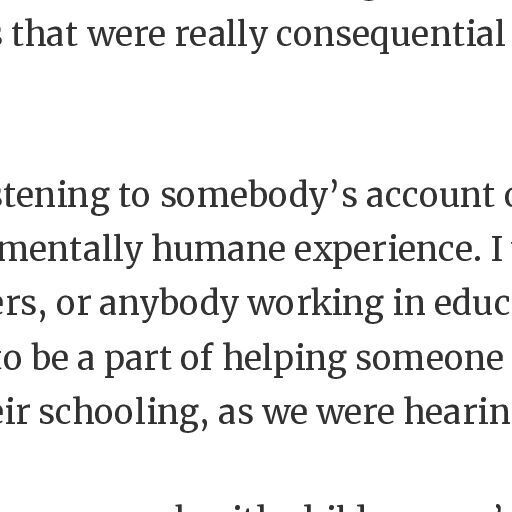 that were really consequential
stening to somebody’s account
mentally humane experience. I
ers, or anybody working in educ
to be a part of helping someone
eir schooling, as we were hearin